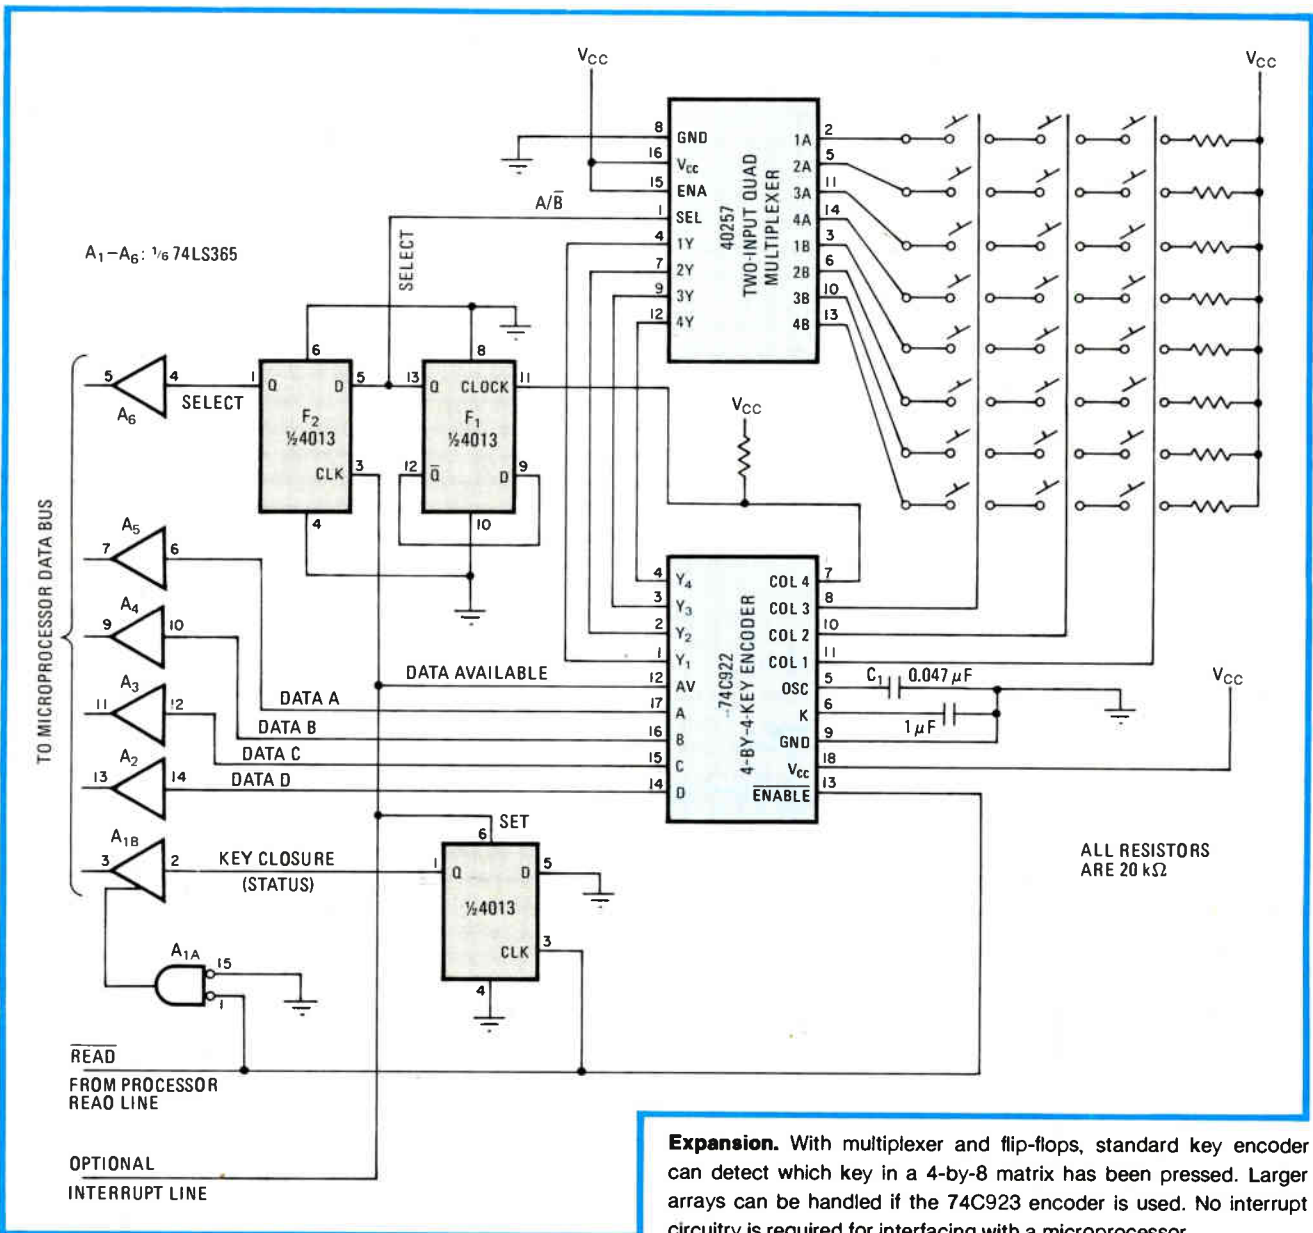 VCC
VCC
8 GND 1A 2
16 VCC 2A 5
15 ENA 3A 11
1 SEL 4A 14
4 1Y 1B 3
7 2Y 2B 6
9 3Y 3B 10
12 4Y 4B 13
40257
TWO-INPUT QUAD
MULTIPLEXER
A/B̅
SELECT
A1–A6: 1/6 74LS365
6
8
5 4
A6
SELECT
1 Q D 5
F2
½4013
CLK 3
4
13 Q CLOCK 11
F1
½4013
12 Q̅ D 9
10
VCC
TO MICROPROCESSOR DATA BUS
A5
7 6
A4
9 10
A3
11 12
A2
13 14
A1B
3 2
DATA AVAILABLE
DATA A
DATA B
DATA C
DATA D
4 Y4 COL 4 7
3 Y3 COL 3 8
2 Y2 COL 2 10
1 Y1 COL 1 11
12 AV OSC 5
17 A K 6
16 B GND 9
15 C VCC 18
14 D E̅N̅A̅B̅L̅E̅ 13
74C922
4-BY-4-KEY ENCODER
C1 0.047 µF
1 µF
VCC
KEY CLOSURE
(STATUS)
SET
6
1 Q D 5
½4013
CLK 3
4
A1A
15
1
ALL RESISTORS
ARE 20 kΩ
R̅E̅A̅D̅
FROM PROCESSOR
READ LINE
OPTIONAL
INTERRUPT LINE
Expansion. With multiplexer and flip-flops, standard key encoder
can detect which key in a 4-by-8 matrix has been pressed. Larger
arrays can be handled if the 74C923 encoder is used. No interrupt
circuitry is required for interfacing with a microprocessor.